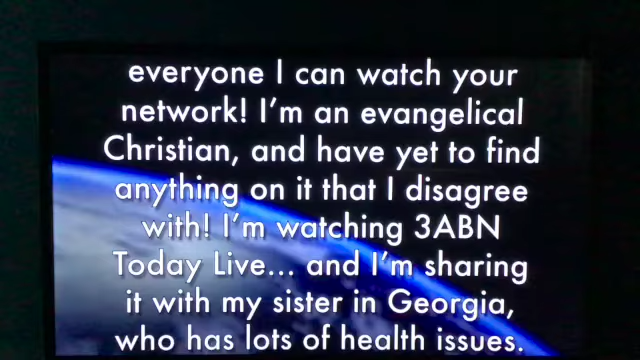 everyone I can watch your
network! I'm an evangelical
Christian, and have yet to find
anything on it that I disagree
with! I'm watching 3ABN
Today Live... and I'm sharing
it with my sister in Georgia,
who has lots of health issues.